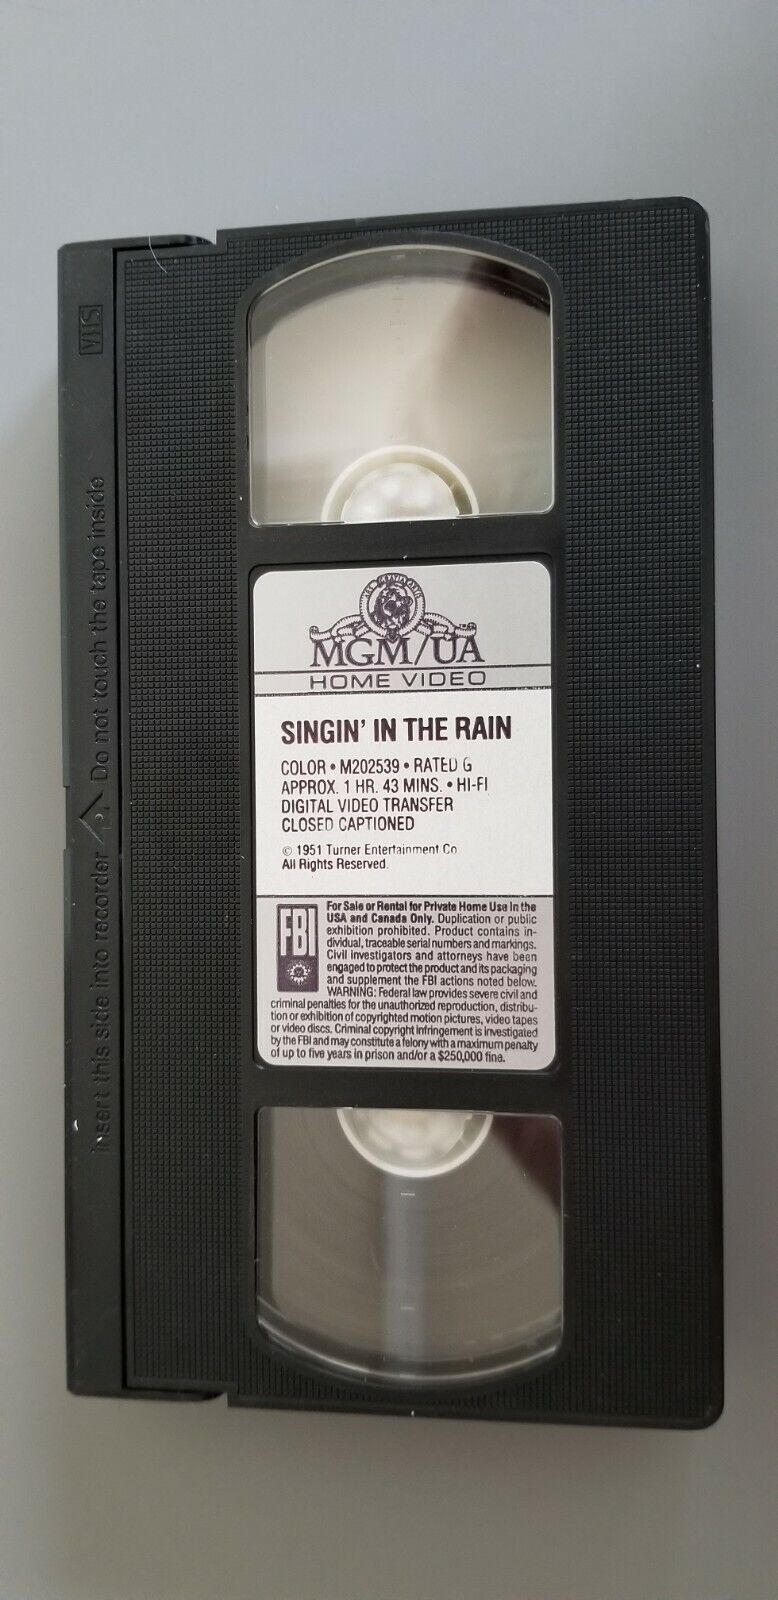 VHS
Insert this side into recorder Do not touch the tape inside
MGM/UA
HOME VIDEO
SINGIN' IN THE RAIN
COLOR • M202539 • RATED G
APPROX. 1 HR. 43 MINS. • HI-FI
DIGITAL VIDEO TRANSFER
CLOSED CAPTIONED
© 1951 Turner Entertainment Co.
All Rights Reserved.
FBI
For Sale or Rental for Private Home Use In the
USA and Canada Only. Duplication or public
exhibition prohibited. Product contains in-
dividual, traceable serial numbers and markings.
Civil investigators and attorneys have been
engaged to protect the product and its packaging
and supplement the FBI actions noted below.
WARNING: Federal law provides severe civil and
criminal penalties for the unauthorized reproduction, distribu-
tion or exhibition of copyrighted motion pictures, video tapes
or video discs. Criminal copyright infringement is investigated
by the FBI and may constitute a felony with a maximum penalty
of up to five years in prison and/or a $250,000 fine.